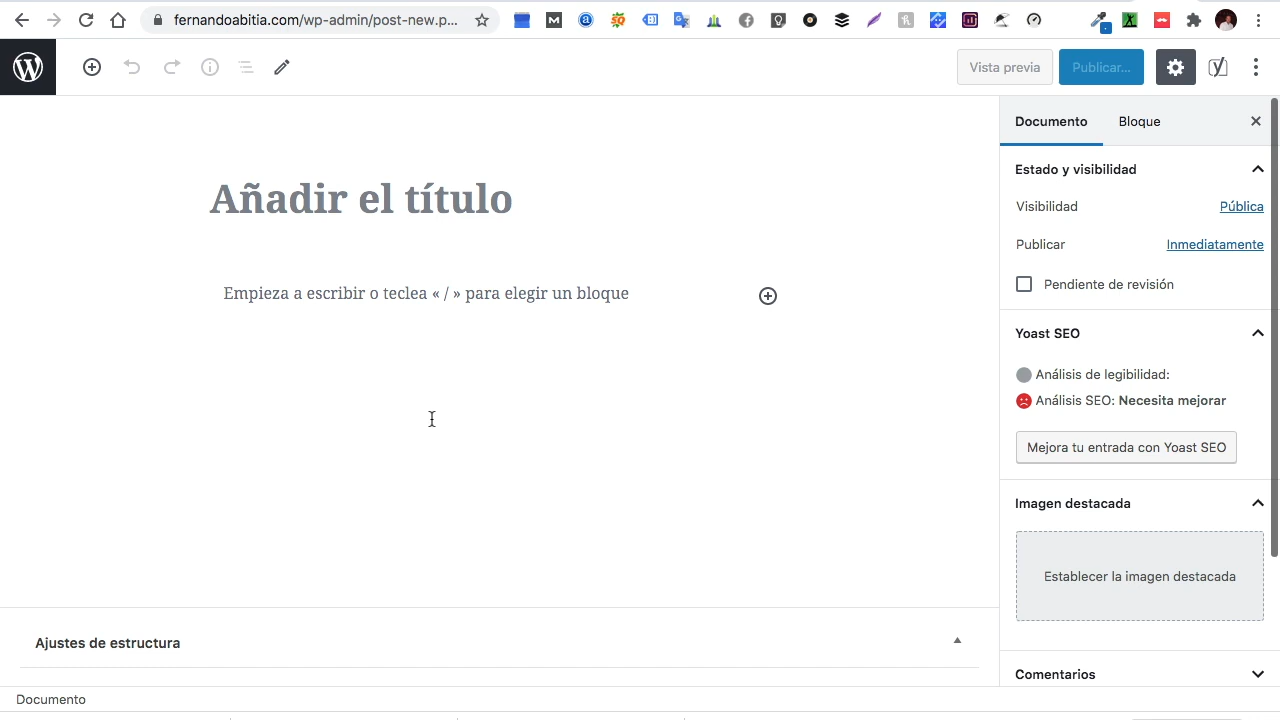 fernandoabitia.com/wp-admin/post-new.p...
Vista previa
Publicar...
Añadir el título
Empieza a escribir o teclea « / » para elegir un bloque
Ajustes de estructura
Documento
Documento
Bloque
Estado y visibilidad
Visibilidad
Pública
Publicar
Inmediatamente
Pendiente de revisión
Yoast SEO
Análisis de legibilidad:
Análisis SEO: Necesita mejorar
Mejora tu entrada con Yoast SEO
Imagen destacada
Establecer la imagen destacada
Comentarios